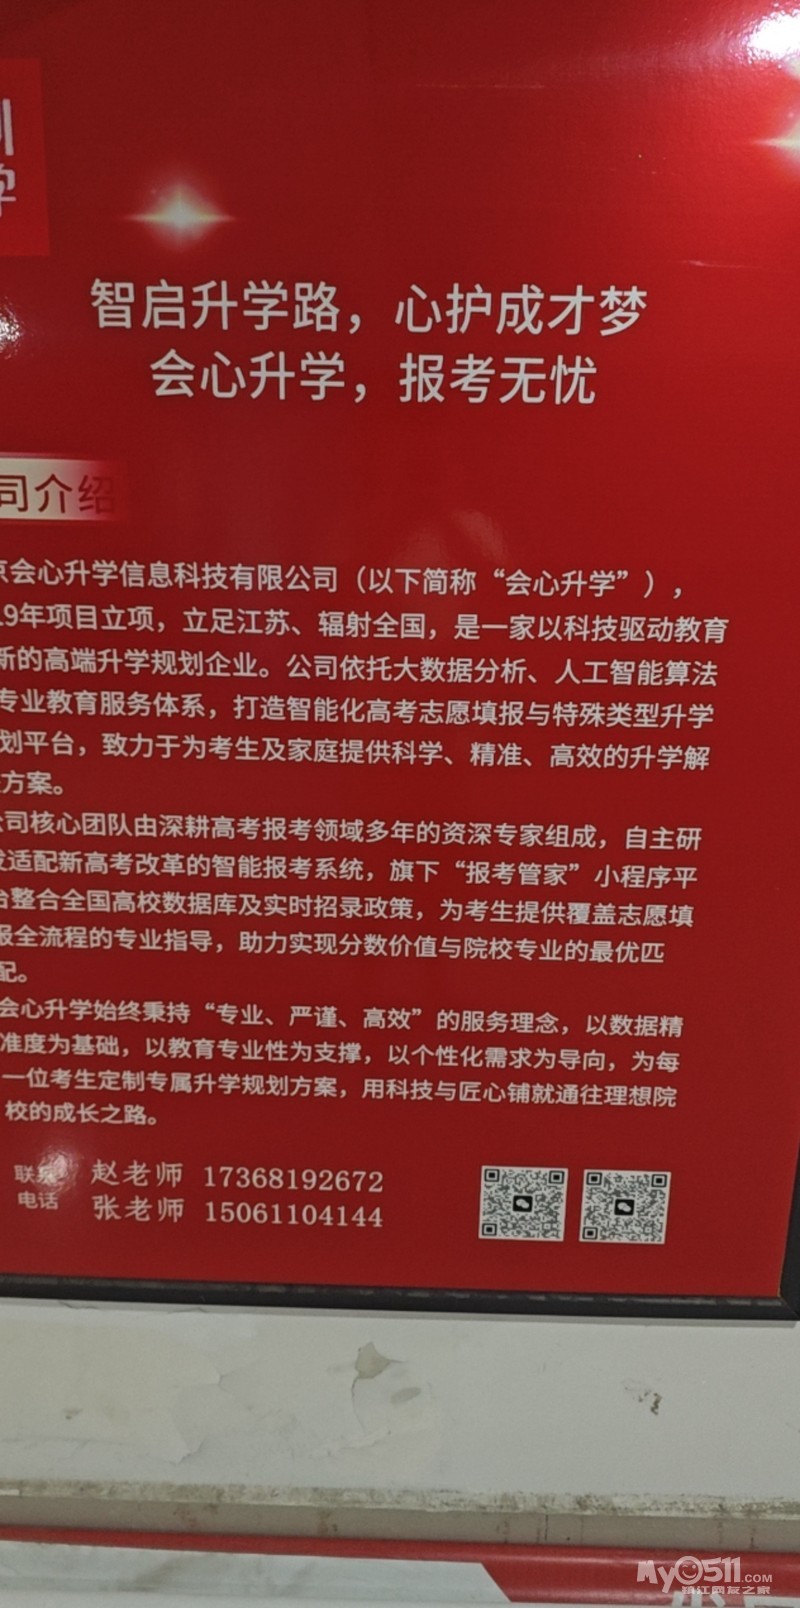 智启升学路，心护成才梦
会心升学，报考无忧
司介绍
京会心升学信息科技有限公司（以下简称“会心升学”），
19年项目立项，立足江苏、辐射全国，是一家以科技驱动教育
新的高端升学规划企业。公司依托大数据分析、人工智能算法
专业教育服务体系，打造智能化高考志愿填报与特殊类型升学
划平台，致力于为考生及家庭提供科学、精准、高效的升学解
方案。
公司核心团队由深耕高考报考领域多年的资深专家组成，自主研
发适配新高考改革的智能报考系统，旗下“报考管家”小程序平
台整合全国高校数据库及实时招录政策，为考生提供覆盖志愿填
报全流程的专业指导，助力实现分数价值与院校专业的最优匹
配。
会心升学始终秉持“专业、严谨、高效”的服务理念，以数据精
准度为基础，以教育专业性为支撑，以个性化需求为导向，为每
一位考生定制专属升学规划方案，用科技与匠心铺就通往理想院
校的成长之路。
联系 赵老师 17368192672
电话 张老师 15061104144
My0511.COM
镇江网友之家